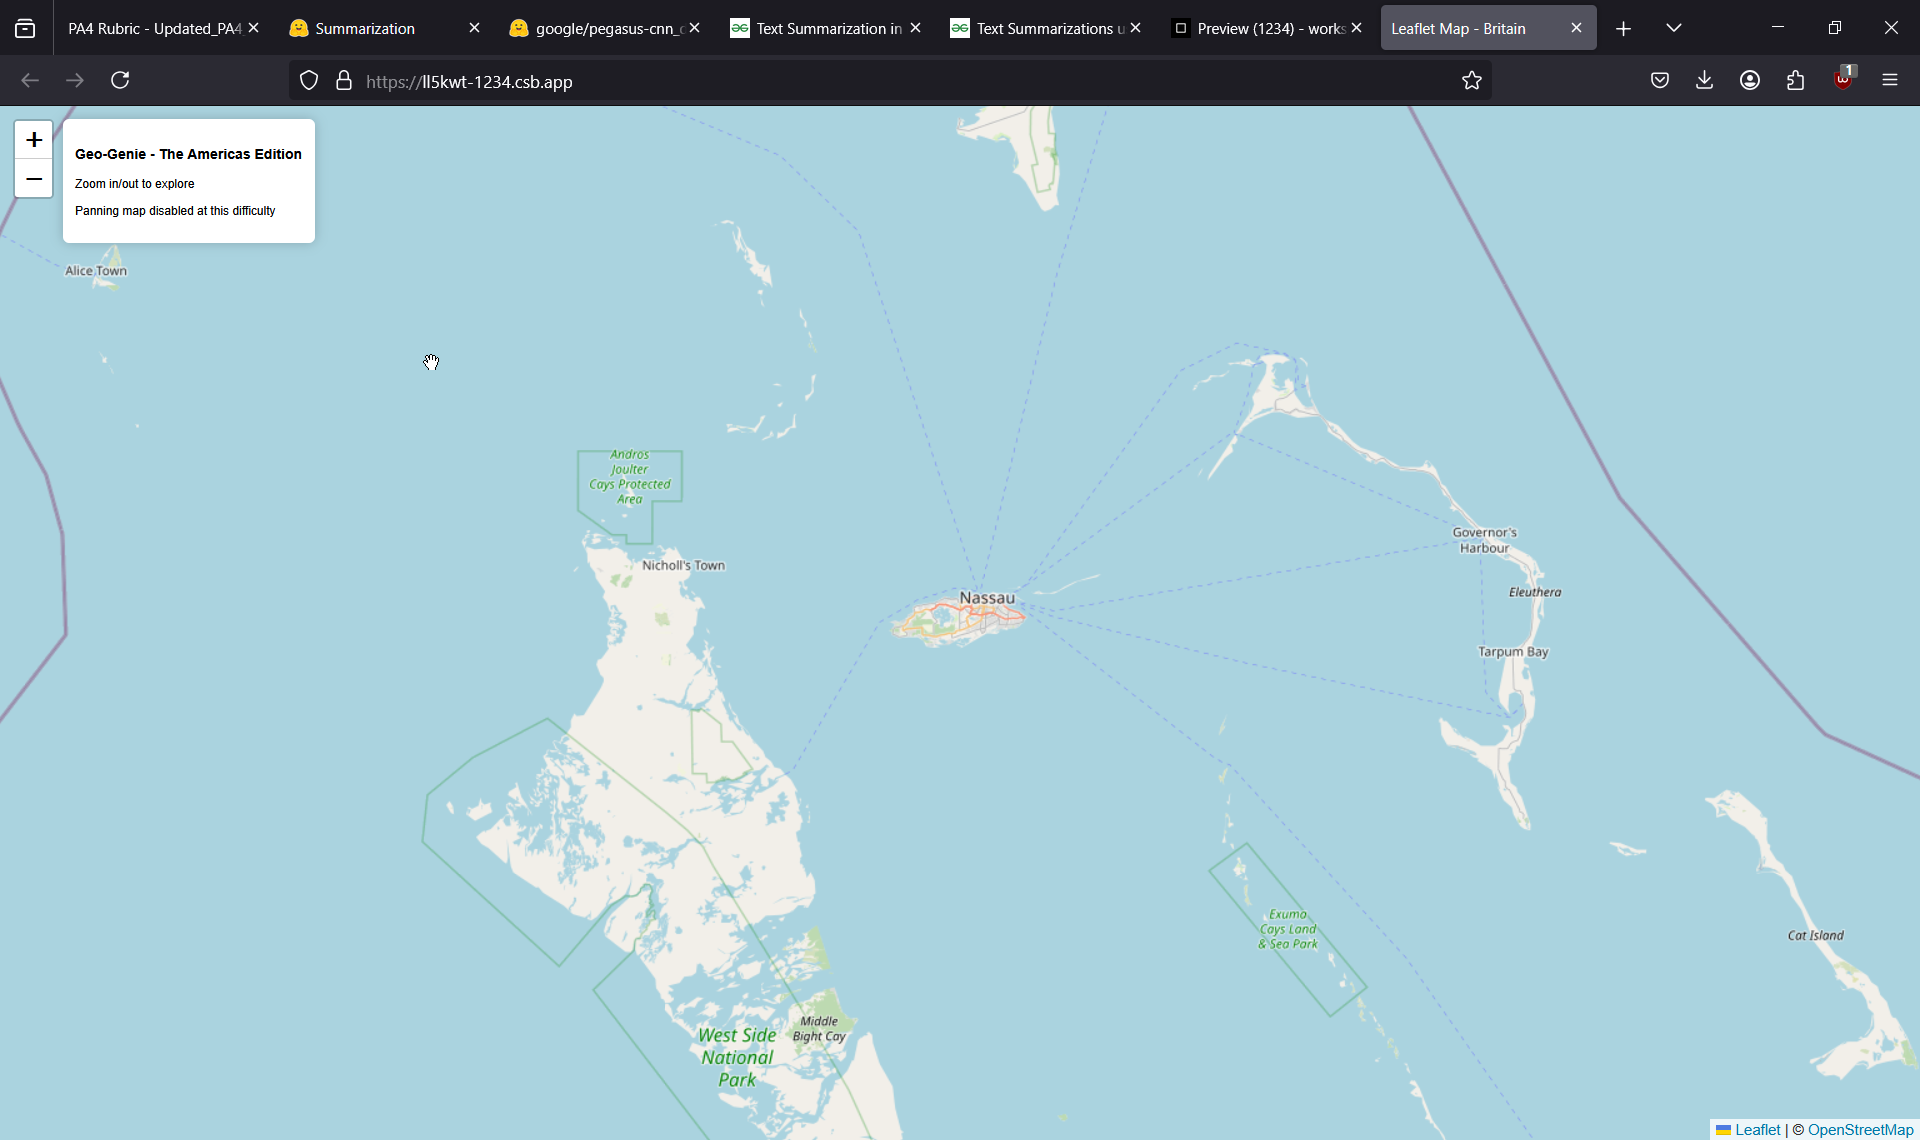 PA4 Rubric - Updated_PA4
Summarization
google/pegasus-cnn_
Text Summarization in
Text Summarizations u
Preview (1234) - works
Leaflet Map - Britain
https://ll5kwt-1234.csb.app
1
+
−
Geo-Genie - The Americas Edition
Zoom in/out to explore
Panning map disabled at this difficulty
Alice Town
Andros
Joulter
Cays Protected
Area
Nicholl's Town
Nassau
Governor's
Harbour
Eleuthera
Tarpum Bay
Exuma
Cays Land
& Sea Park
Cat Island
Middle
Bight Cay
West Side
National
Park
Leaflet | © OpenStreetMap